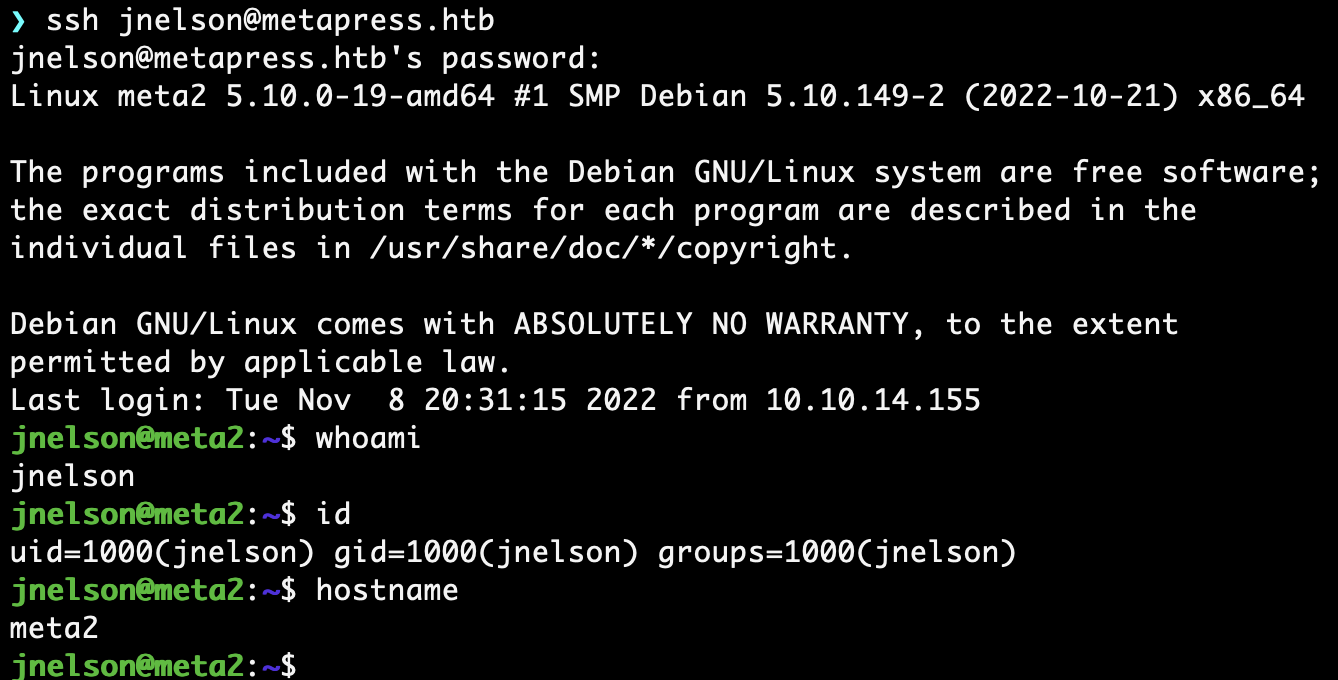 ❯ ssh jnelson@metapress.htb
jnelson@metapress.htb's password:
Linux meta2 5.10.0-19-amd64 #1 SMP Debian 5.10.149-2 (2022-10-21) x86_64

The programs included with the Debian GNU/Linux system are free software;
the exact distribution terms for each program are described in the
individual files in /usr/share/doc/*/copyright.

Debian GNU/Linux comes with ABSOLUTELY NO WARRANTY, to the extent
permitted by applicable law.
Last login: Tue Nov  8 20:31:15 2022 from 10.10.14.155
jnelson@meta2:~$ whoami
jnelson
jnelson@meta2:~$ id
uid=1000(jnelson) gid=1000(jnelson) groups=1000(jnelson)
jnelson@meta2:~$ hostname
meta2
jnelson@meta2:~$